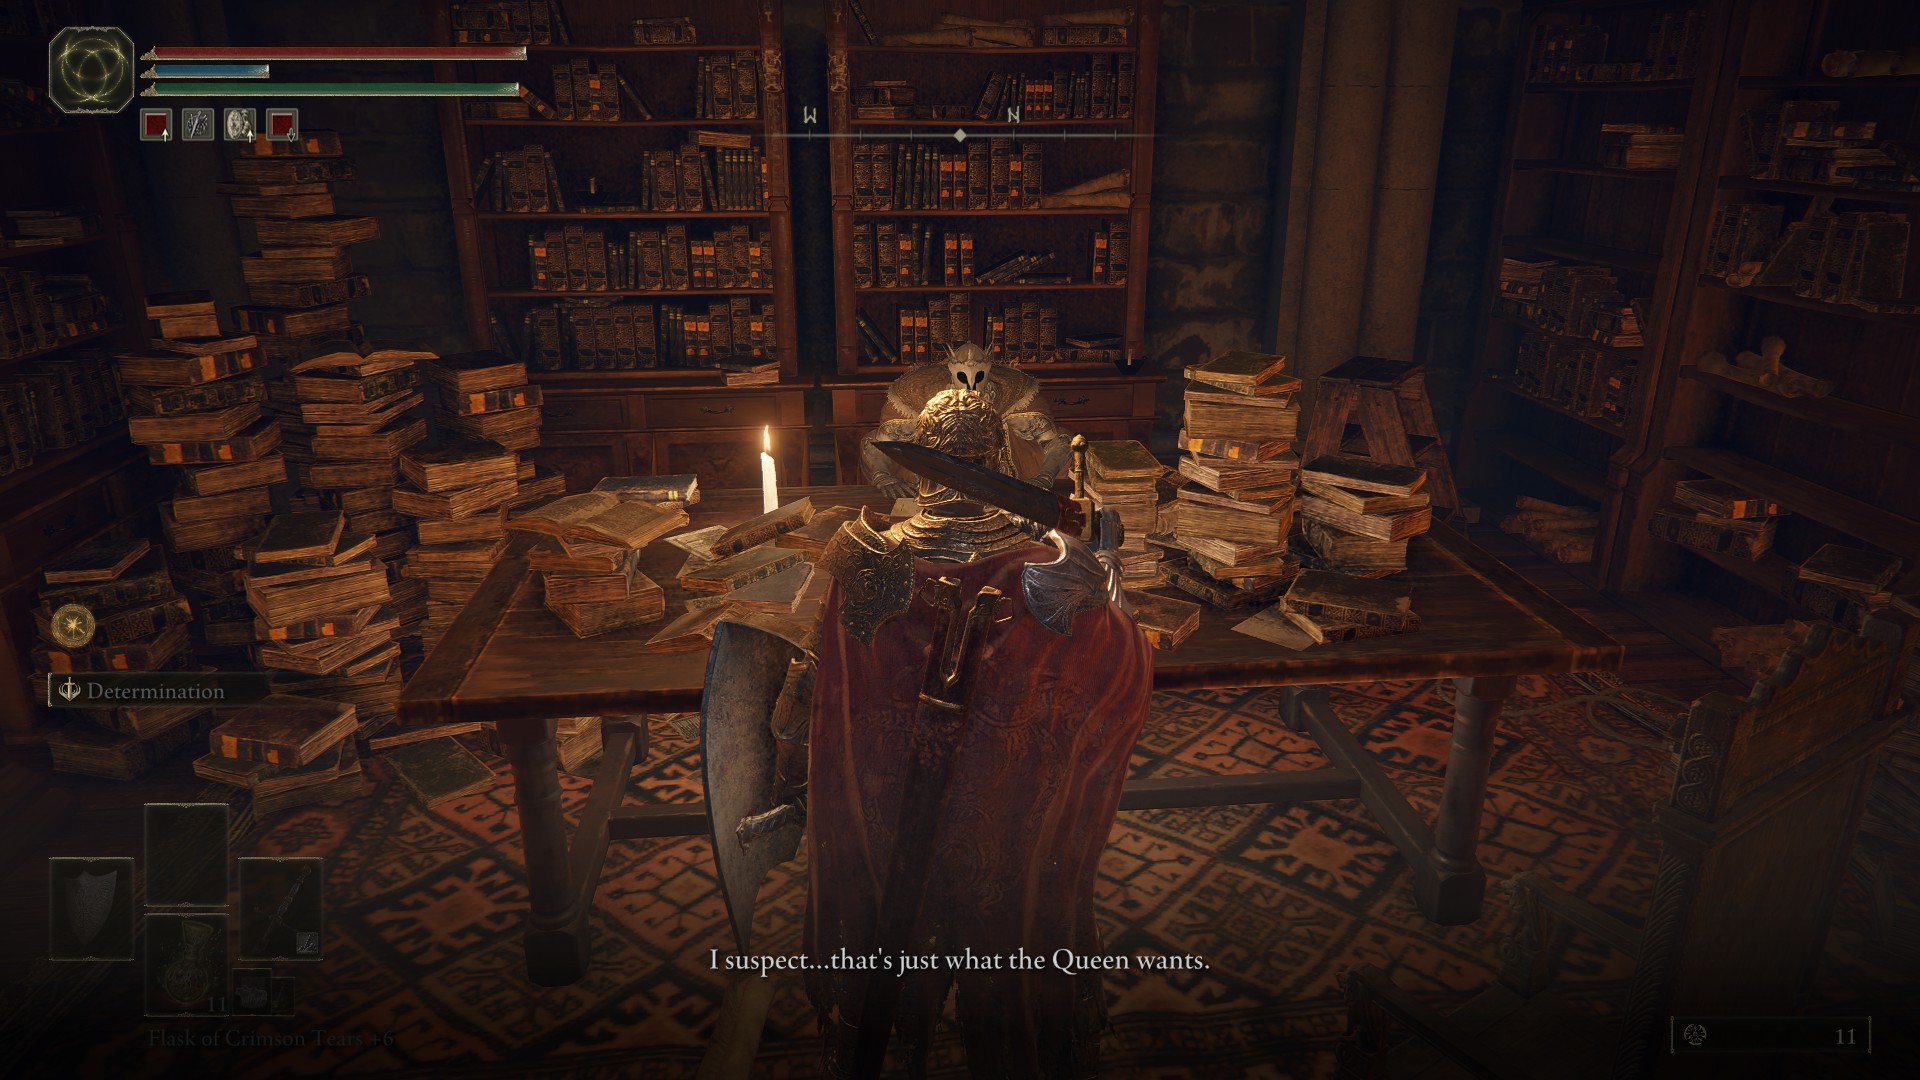 W
N
Determination
I suspect...that's just what the Queen wants.
11
Flask of Crimson Tears +6
11